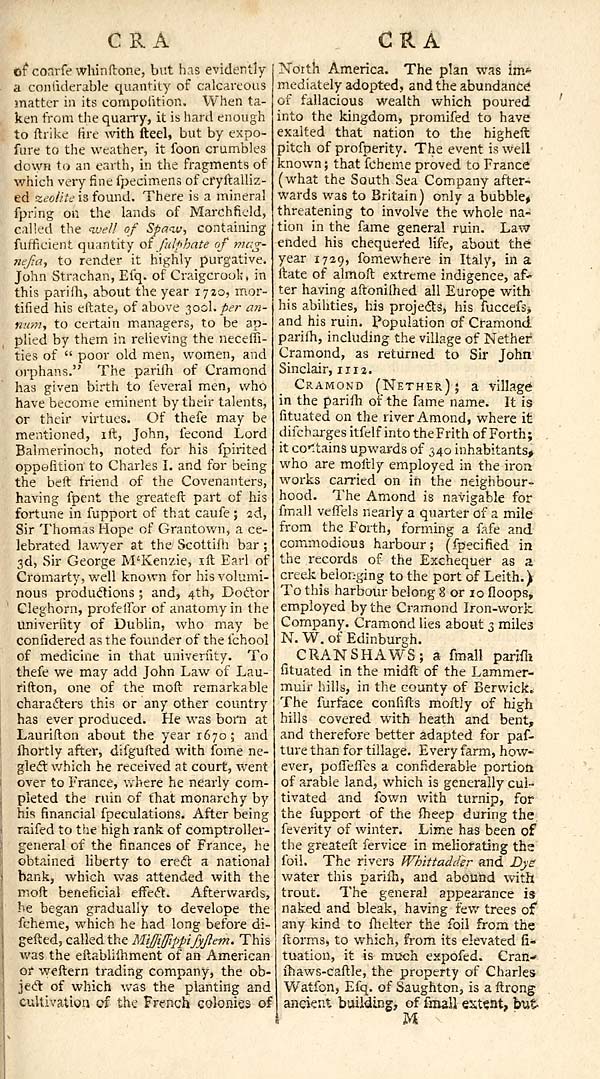 CRA
of coarſe whinſtone, but has evidently
a conſiderable quantity of calcareous
matter in its compoſition. When ta-
ken from the quarry, it is hard enough
to ſtrike fire with ſteel, but by expo-
ſure to the weather, it ſoon crumbles
down to an earth, in the fragments of
which very fine ſpecimens of cryſtalliz-
ed zeolite is found. There is a mineral
ſpring on the lands of Marchfield,
called the well of Spaw, containing
ſufficient quantity of ſulphate of mag-
neſia, to render it highly purgative.
John Strachan, Eſq. of Craigcrook, in
this pariſh, about the year 1720, mor-
tified his eſtate, of above 300l. per an-
num, to certain managers, to be ap-
plied by them in relieving the neceſſi-
ties of " poor old men, women, and
orphans." The pariſh of Cramond
has given birth to ſeveral men, who
have become eminent by their talents,
or their virtues. Of theſe may be
mentioned, 1ſt, John, ſecond Lord
Balmerinoch, noted for his ſpirited
oppoſition to Charles I. and for being
the beſt friend of the Covenanters,
having ſpent the greateſt part of his
fortune in ſupport of that cauſe; 2d,
Sir Thomas Hope of Grantown, a ce-
lebrated lawyer at the Scottiſh bar;
3d, Sir George M‘Kenzie, 1ſt Earl of
Cromarty, well known for his volumi-
nous productions; and, 4th, Doctor
Cleghorn, profeſſor of anatomy in the
univerſity of Dublin, who may be
conſidered as the founder of the ſchool
of medicine in that univerſity. To
theſe we may add John Law of Lau-
riſton, one of the moſt remarkable
characters this or any other country
has ever produced. He was born at
Lauriſton about the year 1670; and
ſhortly after, diſguſted with ſome ne-
glect which he received at court, went
over to France, where he nearly com-
pleted the ruin of that monarchy by
his financial ſpeculations. After being
raiſed to the high rank of comptroller-
general of the finances of France, he
obtained liberty to erect a national
bank, which was attended with the
moſt beneficial effect. Afterwards,
he began gradually to develope the
ſcheme, which he had long before di-
geſted, called the Miſſiſſippi ſyſtem. This
was the eſtabliſhment of an American
or weſtern trading company, the ob-
ject of which was the planting and
cultivation of the French colonies of
CRA
North America. The plan was im-
mediately adopted, and the abundance
of fallacious wealth which poured
into the kingdom, promiſed to have
exalted that nation to the higheſt
pitch of proſperity. The event is well
known; that ſcheme proved to France
(what the South Sea Company after-
wards was to Britain) only a bubble,
threatening to involve the whole na-
tion in the ſame general ruin. Law
ended his chequered life, about the
year 1729, ſomewhere in Italy, in a
ſtate of almoſt extreme indigence, af-
ter having aſtoniſhed all Europe with
his abilities, his projects, his ſucceſs,
and his ruin. Population of Cramond
pariſh, including the village of Nether
Cramond, as returned to Sir John
Sinclair, 1112.
CRAMOND (NETHER); a village
in the pariſh of the ſame name. It is
ſituated on the river Amond, where it
diſcharges itſelf into the Frith of Forth;
it contains upwards of 340 inhabitants,
who are moſtly employed in the iron
works carried on in the neighbour-
hood. The Amond is navigable for
ſmall veſſels nearly a quarter of a mile
from the Forth, forming a ſafe and
commodious harbour; (ſpecified in
the records of the Exchequer as a
creek belonging to the port of Leith.)
To this harbour belong 8 or 10 ſloops,
employed by the Cramond Iron-work
Company. Cramond lies about 3 miles
N. W. of Edinburgh.
CRANSHAWS; a ſmall pariſh
ſituated in the midſt of the Lammer-
muir hills, in the county of Berwick.
The ſurface conſiſts moſtly of high
hills covered with heath and bent,
and therefore better adapted for paſ-
ture than for tillage. Every farm, how-
ever, poſſeſſes a conſiderable portion
of arable land, which is generally cul-
tivated and ſown with turnip, for
the ſupport of the ſheep during the
ſeverity of winter. Lime has been of
the greateſt ſervice in meliorating the
ſoil. The rivers Whittadder and Dye
water this pariſh, and abound with
trout. The general appearance is
naked and bleak, having few trees of
any kind to ſhelter the ſoil from the
ſtorms, to which, from its elevated ſi-
tuation, it is much expoſed. Cran-
ſhaws-caſtle, the property of Charles
Watſon, Eſq. of Saughton, is a ſtrong
ancient building, of ſmall extent, but
M